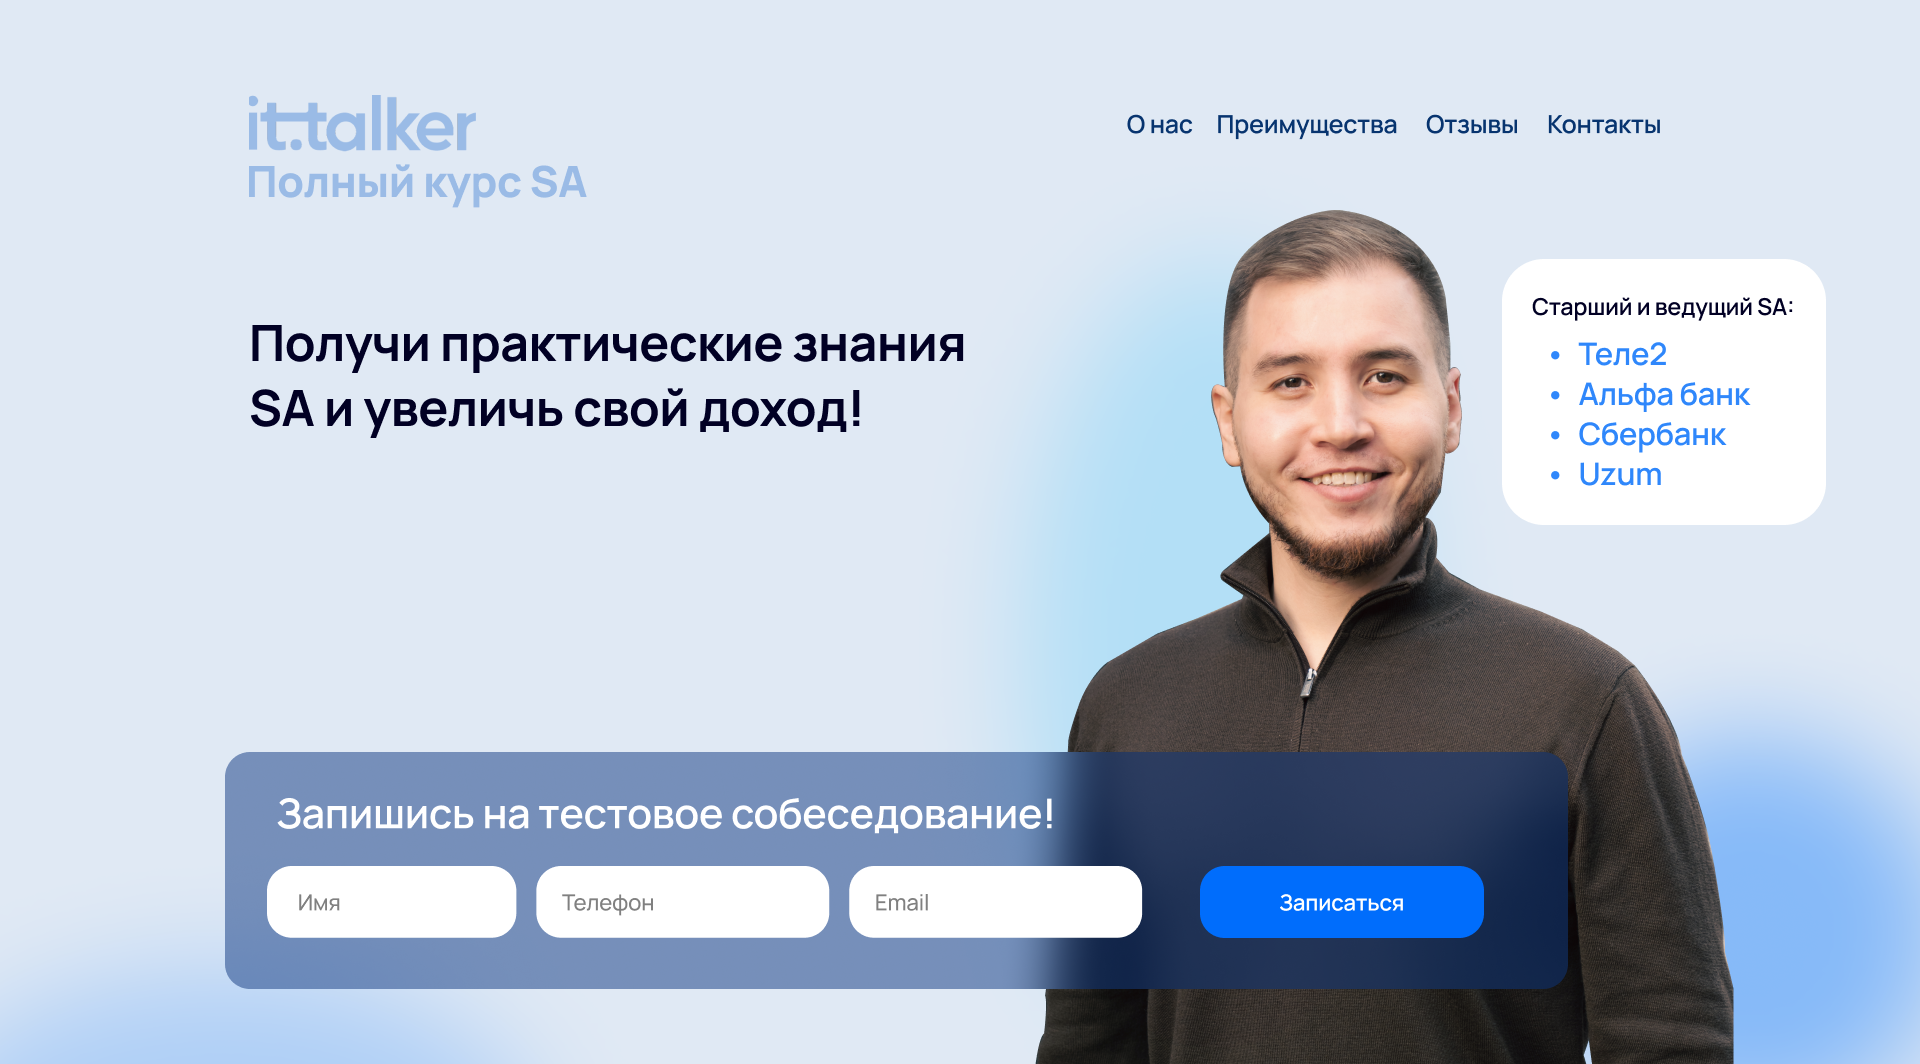 it.talker
Полный курс SA
О нас Преимущества Отзывы Контакты
Получи практические знания
SA и увеличь свой доход!
Старший и ведущий SA:
• Теле2
• Альфа банк
• Сбербанк
• Uzum
Запишись на тестовое собеседование!
Имя Телефон Email Записаться